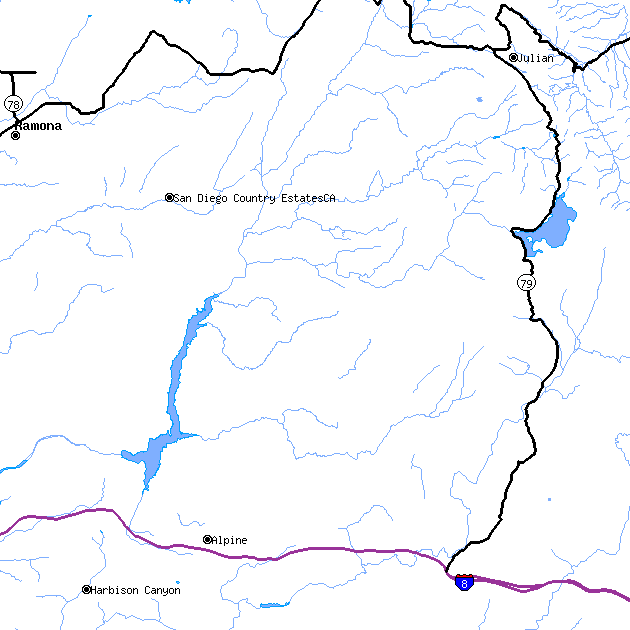 Julian
78
Ramona
San Diego Country EstatesCA
79
Alpine
8
Harbison Canyon